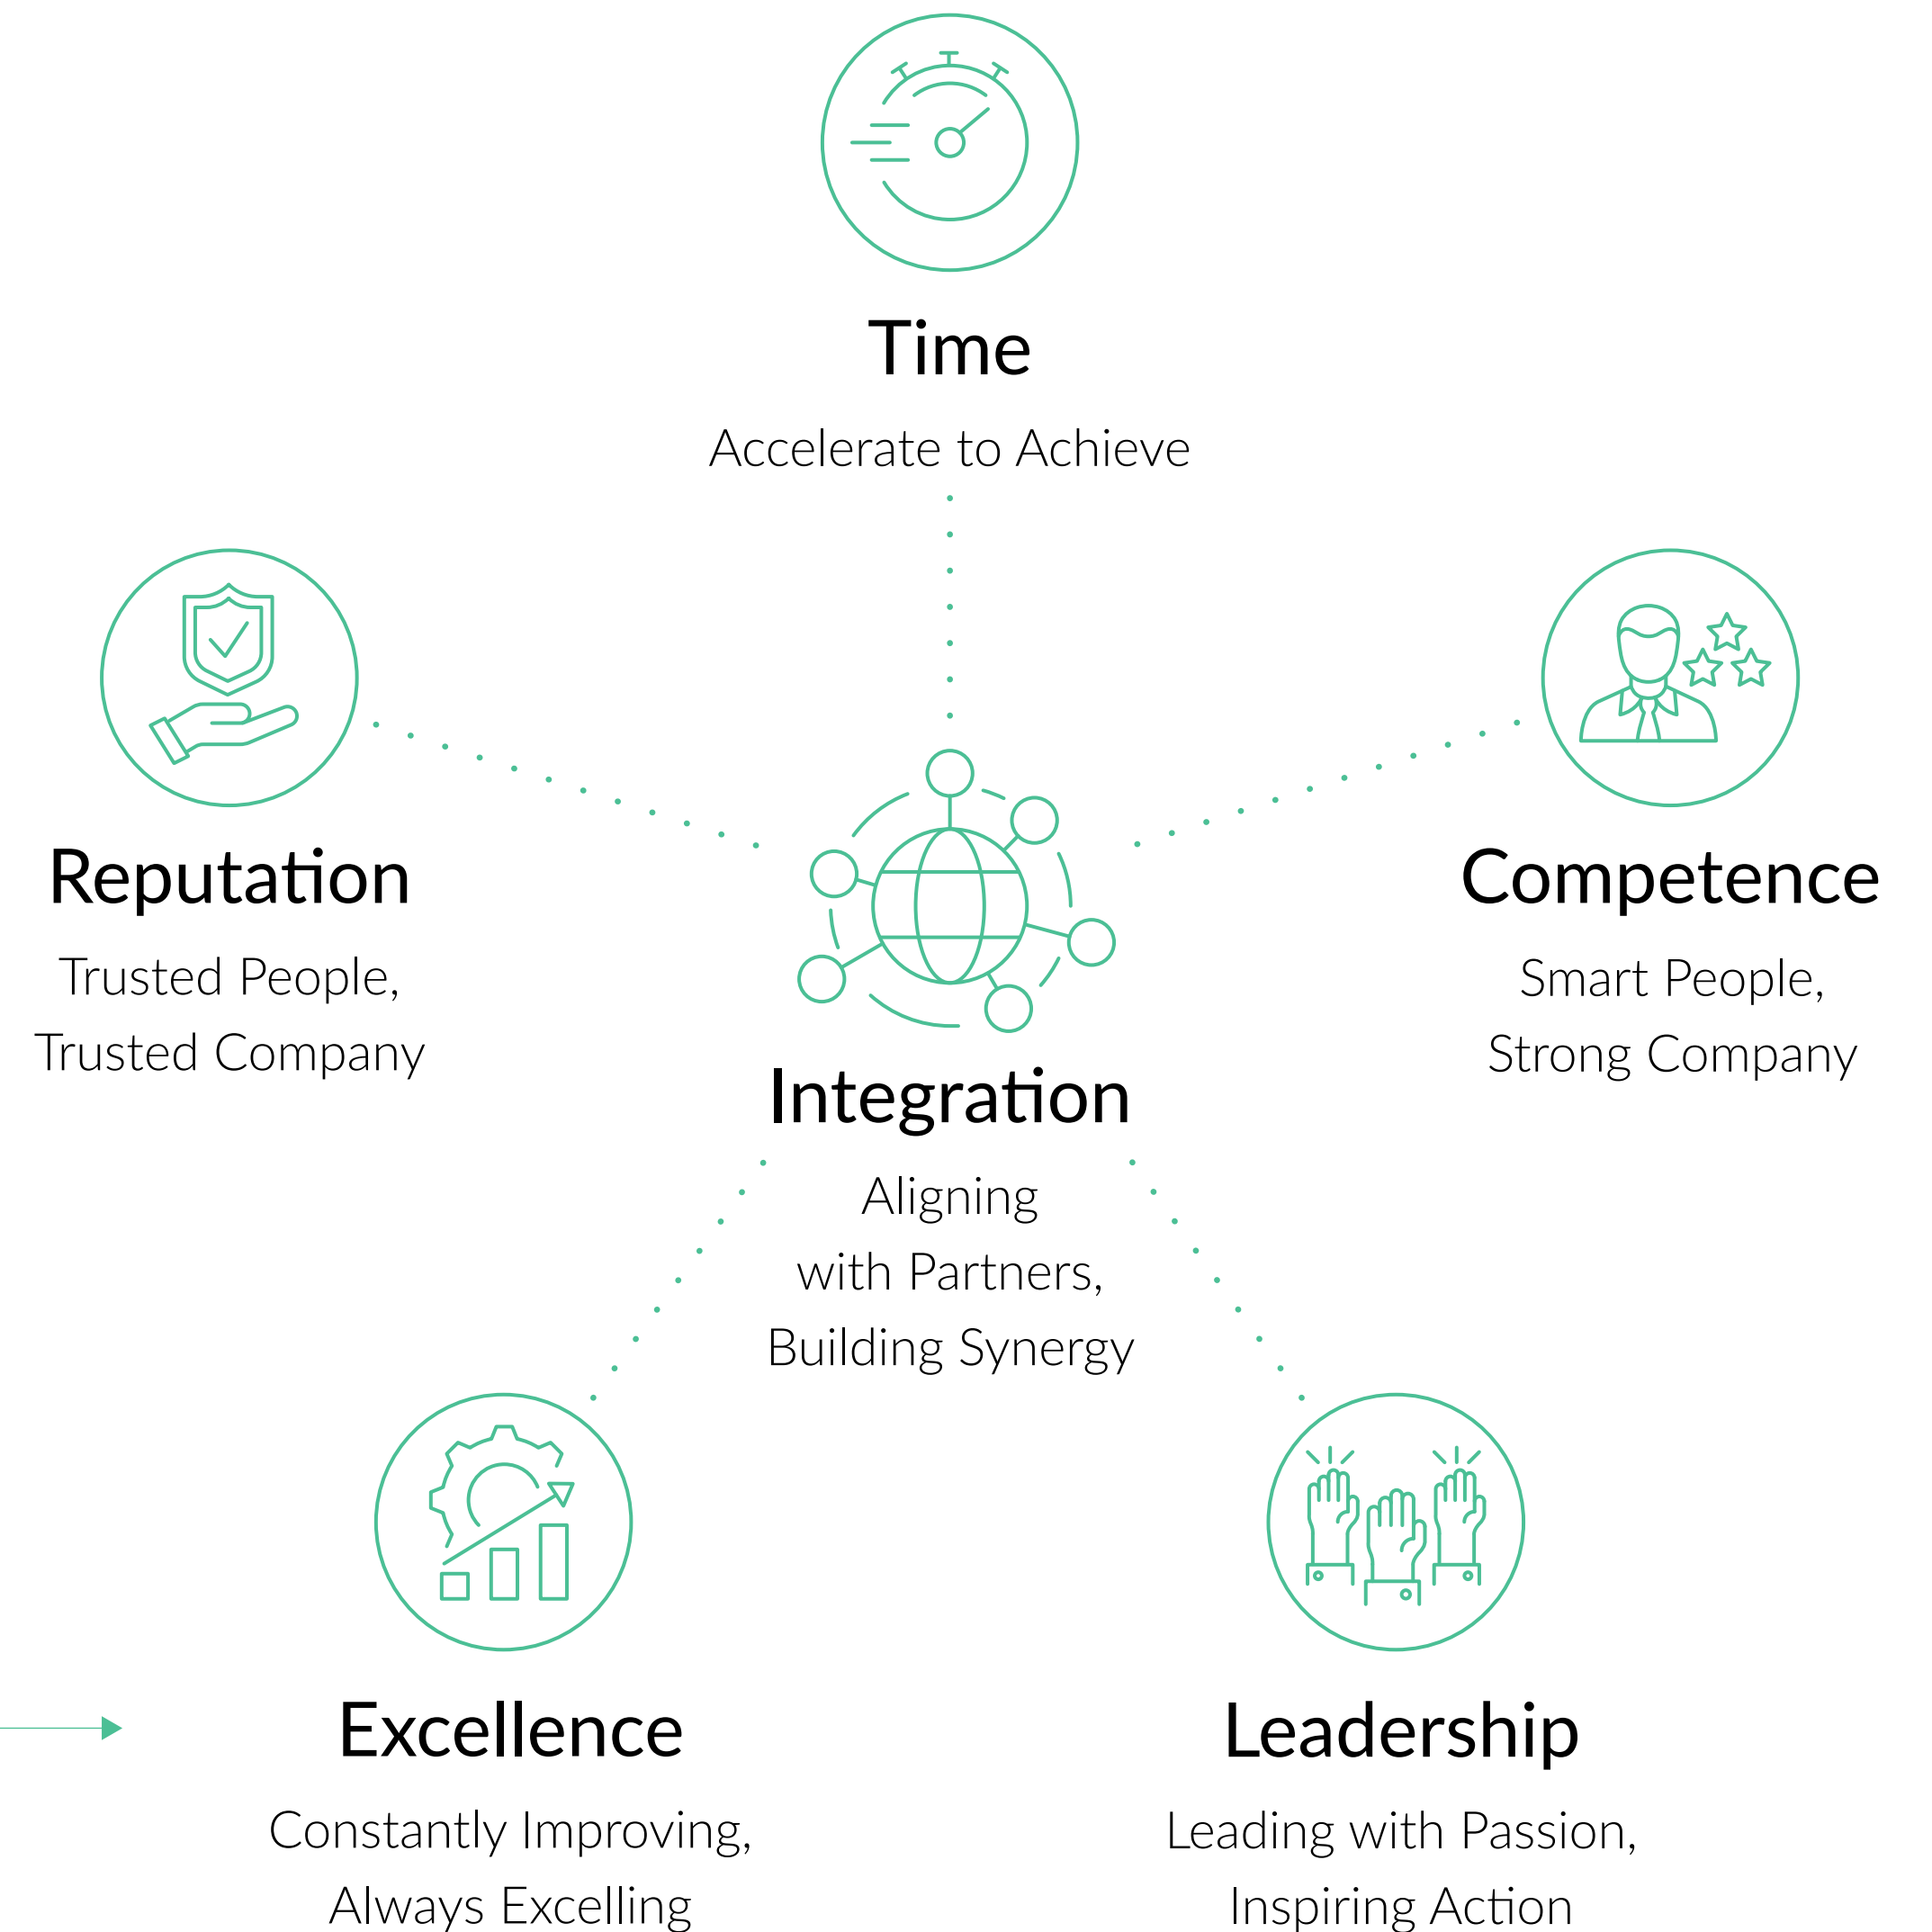 Time
Accelerate to Achieve
Reputation
Trusted People,
Trusted Company
Competence
Smart People,
Strong Company
Integration
Aligning
with Partners,
Building Synergy
Excellence
Constantly Improving,
Always Excelling
Leadership
Leading with Passion,
Inspiring Action